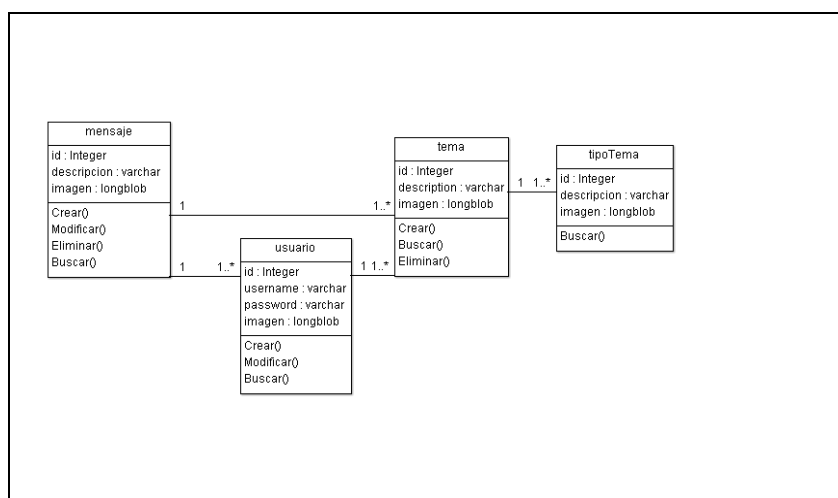 mensaje
id : Integer
descripcion : varchar
imagen : longblob
Crear()
Modificar()
Eliminar()
Buscar()
1
1..*
1
1..*
usuario
id : Integer
username : varchar
password : varchar
imagen : longblob
Crear()
Modificar()
Buscar()
1 1..*
tema
id : Integer
description : varchar
imagen : longblob
Crear()
Buscar()
Eliminar()
1 1..*
tipoTema
id : Integer
descripcion : varchar
imagen : longblob
Buscar()